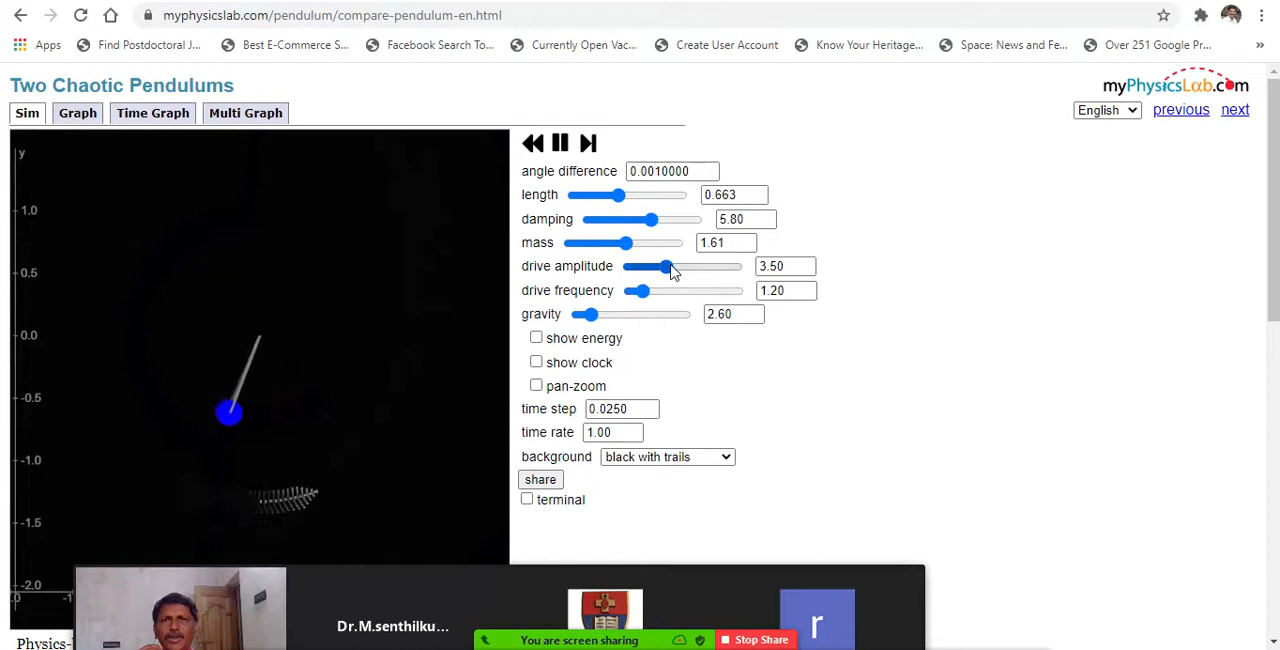 myphysicslab.com/pendulum/compare-pendulum-en.html
Apps Find Postdoctoral J... Best E-Commerce S... Facebook Search To... Currently Open Vac... Create User Account Know Your Heritage... Space: News and Fe... Over 251 Google Pr... »
Two Chaotic Pendulums
myPhysicsLab.com
Sim Graph Time Graph Multi Graph
English previous next
y
1.0
0.5
0.0
-0.5
-1.0
-1.5
-2.0
.0 -1
angle difference 0.0010000
length 0.663
damping 5.80
mass 1.61
drive amplitude 3.50
drive frequency 1.20
gravity 2.60
show energy
show clock
pan-zoom
time step 0.0250
time rate 1.00
background black with trails
share
terminal
Physics-
Dr.M.senthilku...
r
You are screen sharing Stop Share